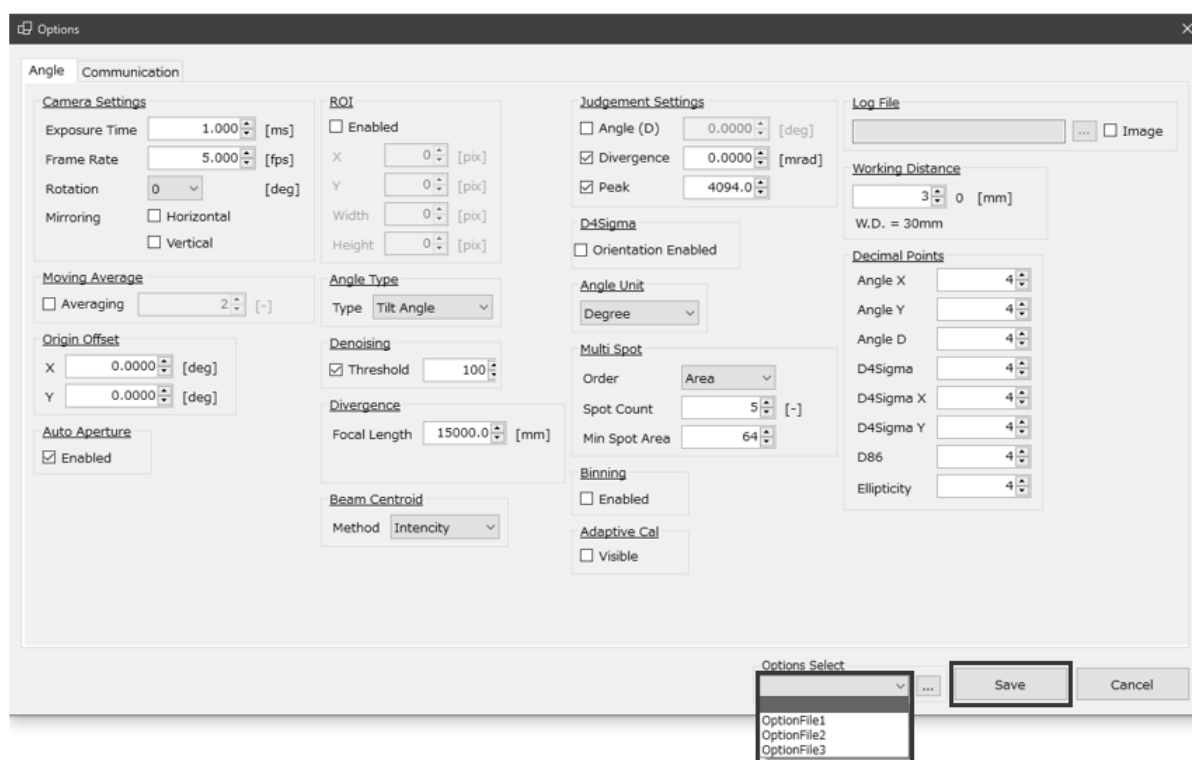 Options
Angle Communication
Camera Settings
Exposure Time 1.000 [ms]
Frame Rate 5.000 [fps]
Rotation 0 [deg]
Mirroring Horizontal
Vertical
Moving Average
Averaging 2 [-]
Origin Offset
X 0.0000 [deg]
Y 0.0000 [deg]
Auto Aperture
Enabled
ROI
Enabled
X 0 [pix]
Y 0 [pix]
Width 0 [pix]
Height 0 [pix]
Angle Type
Type Tilt Angle
Denoising
Threshold 100
Divergence
Focal Length 15000.0 [mm]
Beam Centroid
Method Intencity
Judgement Settings
Angle (D) 0.0000 [deg]
Divergence 0.0000 [mrad]
Peak 4094.0
D4Sigma
Orientation Enabled
Angle Unit
Degree
Multi Spot
Order Area
Spot Count 5 [-]
Min Spot Area 64
Binning
Enabled
Adaptive Cal
Visible
Log File
... Image
Working Distance
3 0 [mm]
W.D. = 30mm
Decimal Points
Angle X 4
Angle Y 4
Angle D 4
D4Sigma 4
D4Sigma X 4
D4Sigma Y 4
D86 4
Ellipticity 4
Options Select
... Save Cancel
OptionFile1
OptionFile2
OptionFile3